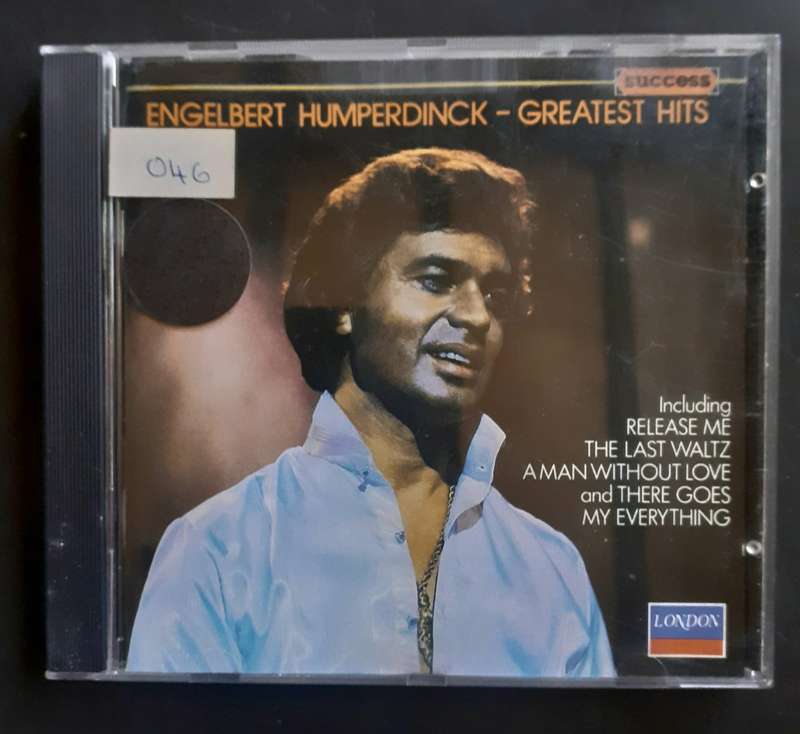 success
ENGELBERT HUMPERDINCK – GREATEST HITS
046
Including
RELEASE ME
THE LAST WALTZ
A MAN WITHOUT LOVE
and THERE GOES
MY EVERYTHING
LONDON